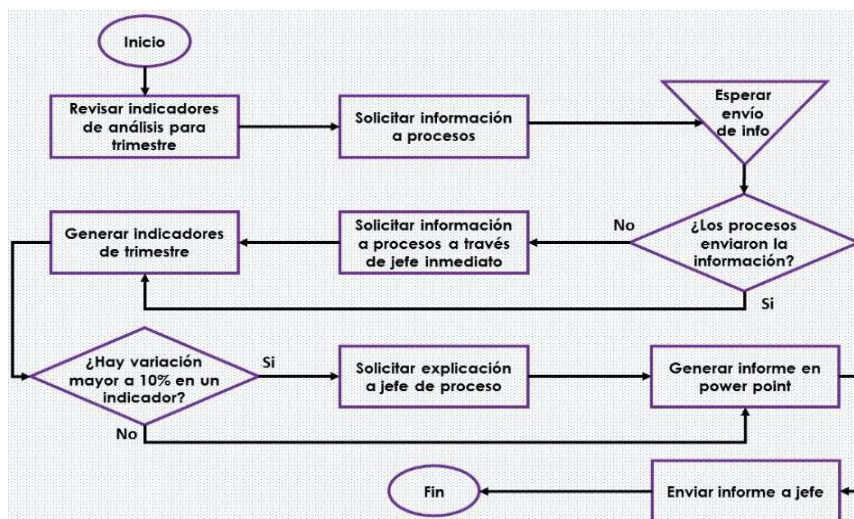 Inicio
Revisar indicadores
de análisis para
trimestre
Solicitar información
a procesos
Esperar
envío
de info
¿Los procesos
enviaron la
información?
No
Si
Solicitar información
a procesos a través
de jefe inmediato
Generar indicadores
de trimestre
¿Hay variación
mayor a 10% en un
indicador?
Si
No
Solicitar explicación
a jefe de proceso
Generar informe en
power point
Enviar informe a jefe
Fin